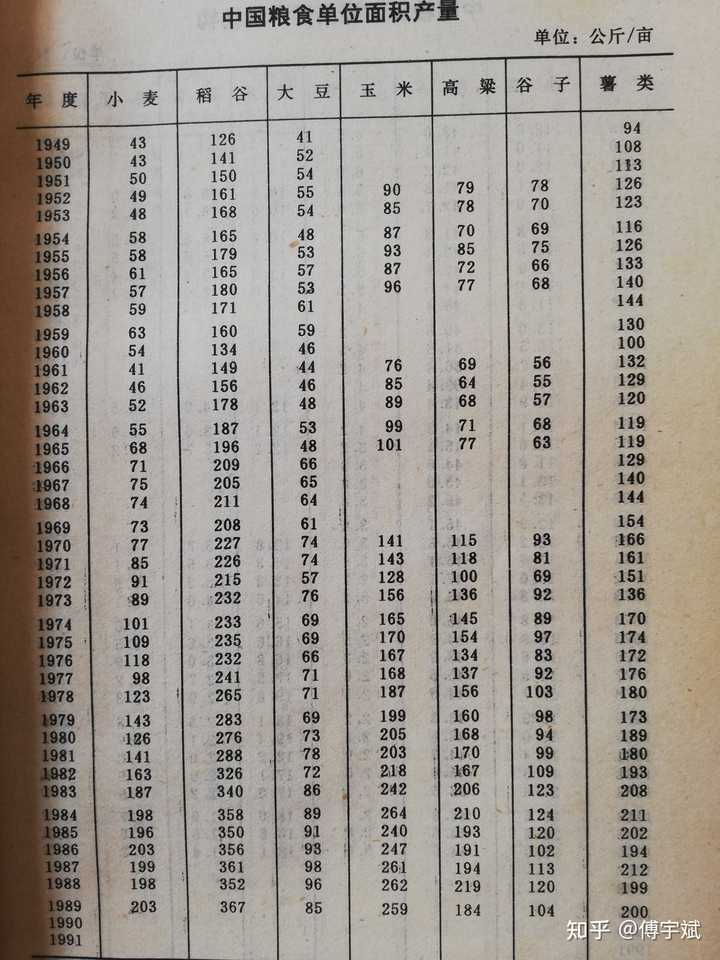 中国粮食单位面积产量
单位：公斤/亩
年度 小麦 稻谷 大豆 玉米 高粱 谷子 薯类
1949 43 126 41 94
1950 43 141 52 108
1951 50 150 54 113
1952 49 161 55 90 79 78 126
1953 48 168 54 85 78 70 123
1954 58 165 48 87 70 69 116
1955 58 179 53 93 85 75 126
1956 61 165 57 87 72 66 133
1957 57 180 53 96 77 68 140
1958 59 171 61 144
1959 63 160 59 130
1960 54 134 46 100
1961 41 149 44 76 69 56 132
1962 46 156 46 85 64 55 129
1963 52 178 48 89 68 57 120
1964 55 187 53 99 71 68 119
1965 68 196 48 101 77 63 119
1966 71 209 66 129
1967 75 205 65 140
1968 74 211 64 144
1969 73 208 61 154
1970 77 227 74 141 115 93 166
1971 85 226 74 143 118 81 161
1972 91 215 57 128 100 69 151
1973 89 232 76 156 136 92 136
1974 101 233 69 165 145 89 170
1975 109 235 69 170 154 97 174
1976 118 232 66 167 134 83 172
1977 98 241 71 168 137 92 176
1978 123 265 71 187 156 103 180
1979 143 283 69 199 160 98 173
1980 126 276 73 205 168 94 189
1981 141 288 78 203 170 99 180
1982 163 326 72 218 167 109 193
1983 187 340 86 242 206 123 208
1984 198 358 89 264 210 124 211
1985 196 350 91 240 193 120 202
1986 203 356 93 247 191 102 194
1987 199 361 98 261 194 113 212
1988 198 352 96 262 219 120 199
1989 203 367 85 259 184 104 200
1990
1991
知乎 @傅宇斌